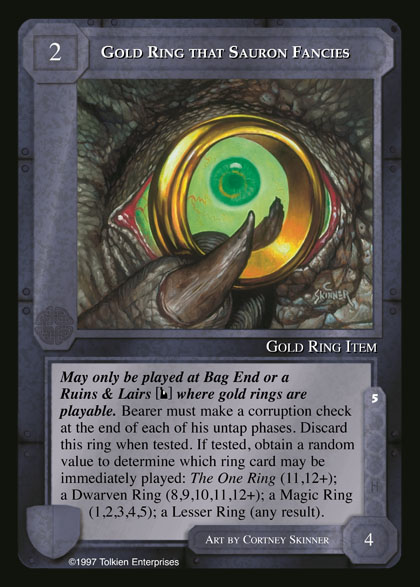 2
Gold Ring that Sauron Fancies
C
SKINNER
Gold Ring Item
May only be played at Bag End or a
Ruins & Lairs [] where gold rings are
playable. Bearer must make a corruption check
at the end of each of his untap phases. Discard
this ring when tested. If tested, obtain a random
value to determine which ring card may be
immediately played: The One Ring (11,12+);
a Dwarven Ring (8,9,10,11,12+); a Magic Ring
(1,2,3,4,5); a Lesser Ring (any result).
5
Art by Cortney Skinner
4
©1997 Tolkien Enterprises